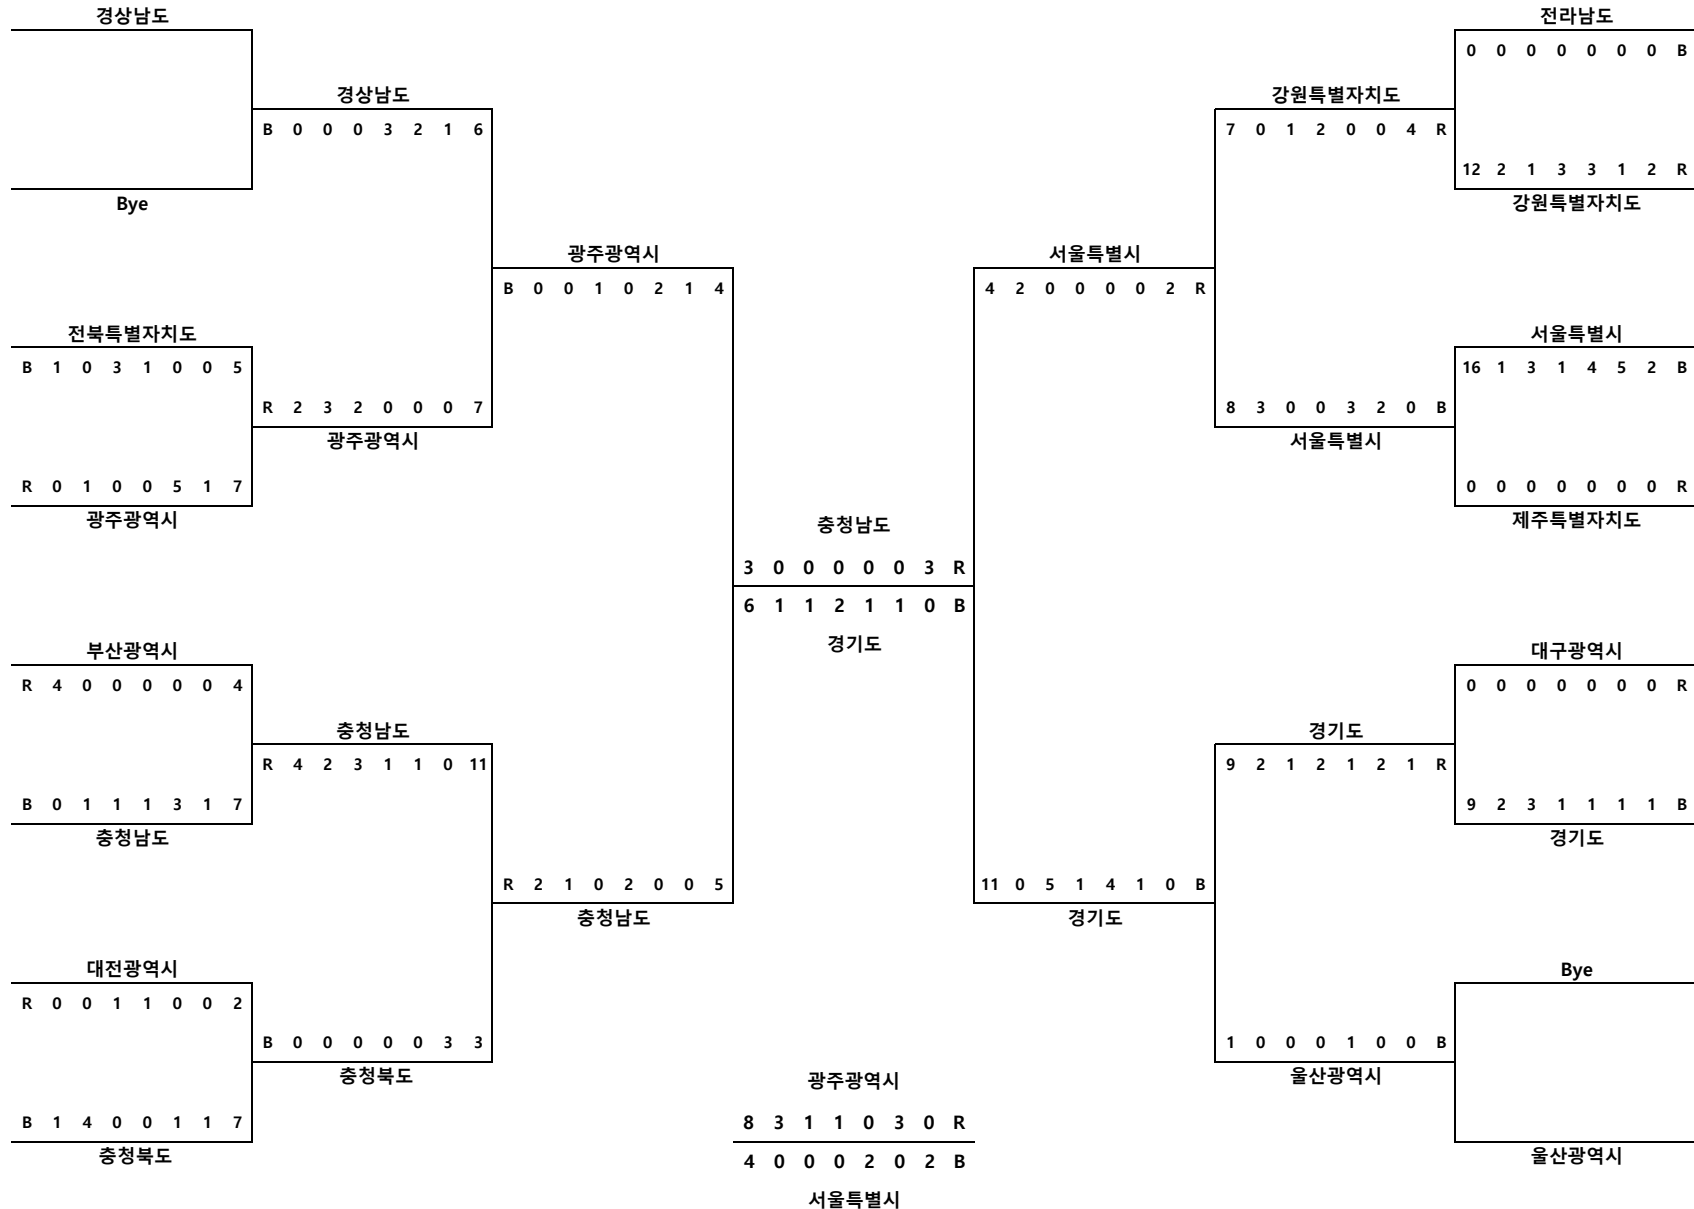 경상남도
전라남도
0 0 0 0 0 0 0 B
경상남도
강원특별자치도
B 0 0 0 3 2 1 6
7 0 1 2 0 0 4 R
12 2 1 3 3 1 2 R
Bye
강원특별자치도
광주광역시
서울특별시
B 0 0 1 0 2 1 4
4 2 0 0 0 0 2 R
전북특별자치도
서울특별시
B 1 0 3 1 0 0 5
16 1 3 1 4 5 2 B
R 2 3 2 0 0 0 7
8 3 0 0 3 2 0 B
광주광역시
서울특별시
R 0 1 0 0 5 1 7
0 0 0 0 0 0 0 R
광주광역시
충청남도
제주특별자치도
3 0 0 0 0 0 3 R
6 1 1 2 1 1 0 B
경기도
부산광역시
대구광역시
R 4 0 0 0 0 0 4
0 0 0 0 0 0 0 R
충청남도
경기도
R 4 2 3 1 1 0 11
9 2 1 2 1 2 1 R
B 0 1 1 1 3 1 7
9 2 3 1 1 1 1 B
충청남도
경기도
R 2 1 0 2 0 0 5
11 0 5 1 4 1 0 B
충청남도
경기도
대전광역시
Bye
R 0 0 1 1 0 0 2
B 0 0 0 0 0 3 3
1 0 0 0 1 0 0 B
충청북도
광주광역시
울산광역시
B 1 4 0 0 1 1 7
8 3 1 1 0 3 0 R
충청북도
4 0 0 0 2 0 2 B
울산광역시
서울특별시